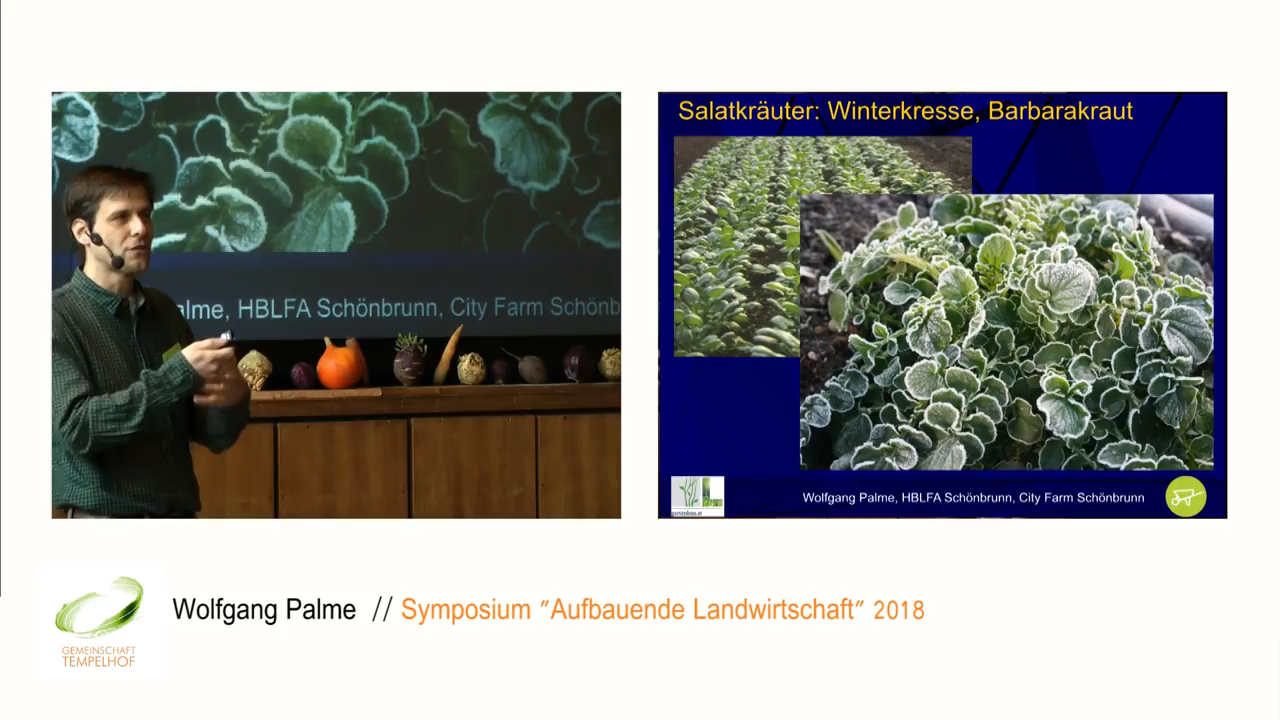 Salatkräuter: Winterkresse, Barbarakraut
alme, HBLFA Schönbrunn, City Farm Schönb
Wolfgang Palme, HBLFA Schönbrunn, City Farm Schönbrunn
Wolfgang Palme // Symposium "Aufbauende Landwirtschaft" 2018
GEMEINSCHAFT
TEMPELHOF